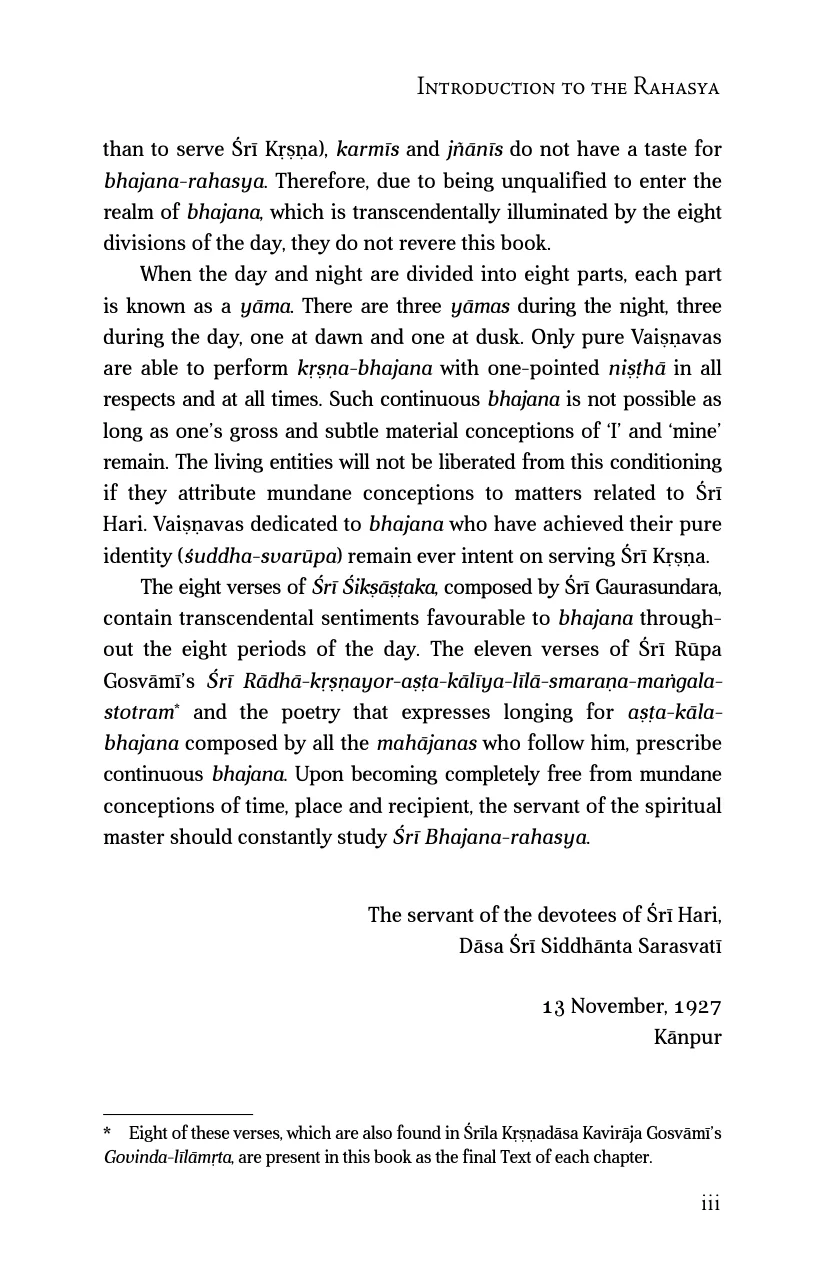 INTRODUCTION TO THE RAHASYA
than to serve Śrī Kṛṣṇa), karmīs and jñānīs do not have a taste for
bhajana-rahasya. Therefore, due to being unqualified to enter the
realm of bhajana, which is transcendentally illuminated by the eight
divisions of the day, they do not revere this book.
When the day and night are divided into eight parts, each part
is known as a yāma. There are three yāmas during the night, three
during the day, one at dawn and one at dusk. Only pure Vaiṣṇavas
are able to perform kṛṣṇa-bhajana with one-pointed niṣṭhā in all
respects and at all times. Such continuous bhajana is not possible as
long as one’s gross and subtle material conceptions of ‘I’ and ‘mine’
remain. The living entities will not be liberated from this conditioning
if they attribute mundane conceptions to matters related to Śrī
Hari. Vaiṣṇavas dedicated to bhajana who have achieved their pure
identity (śuddha-svarūpa) remain ever intent on serving Śrī Kṛṣṇa.
The eight verses of Śrī Śikṣāṣṭaka, composed by Śrī Gaurasundara,
contain transcendental sentiments favourable to bhajana through-
out the eight periods of the day. The eleven verses of Śrī Rūpa
Gosvāmī’s Śrī Rādhā-kṛṣṇayor-aṣṭa-kālīya-līlā-smaraṇa-maṅgala-
stotram* and the poetry that expresses longing for aṣṭa-kāla-
bhajana composed by all the mahājanas who follow him, prescribe
continuous bhajana. Upon becoming completely free from mundane
conceptions of time, place and recipient, the servant of the spiritual
master should constantly study Śrī Bhajana-rahasya.
The servant of the devotees of Śrī Hari,
Dāsa Śrī Siddhānta Sarasvatī
13 November, 1927
Kānpur
* Eight of these verses, which are also found in Śrīla Kṛṣṇadāsa Kavirāja Gosvāmī’s
Govinda-līlāmṛta, are present in this book as the final Text of each chapter.
iii